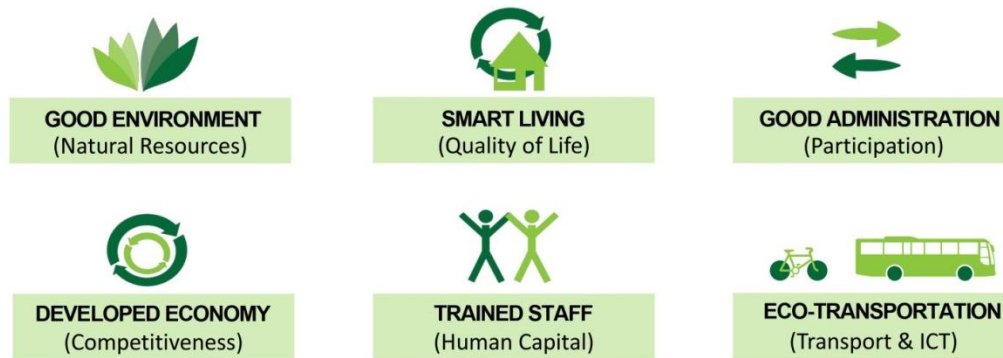 GOOD ENVIRONMENT
(Natural Resources)
SMART LIVING
(Quality of Life)
GOOD ADMINISTRATION
(Participation)
DEVELOPED ECONOMY
(Competitiveness)
TRAINED STAFF
(Human Capital)
ECO-TRANSPORTATION
(Transport & ICT)